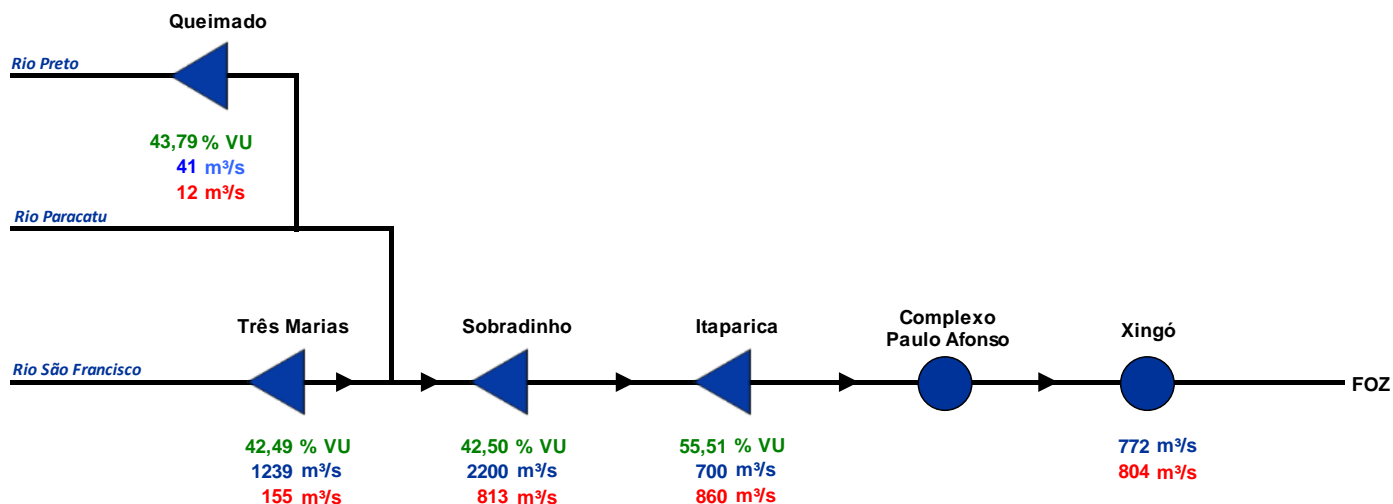 Queimado
Rio Preto
43,79 % VU
41 m³/s
12 m³/s
Rio Paracatu
Três Marias
Sobradinho
Itaparica
Complexo
Paulo Afonso
Xingó
Rio São Francisco
FOZ
42,49 % VU
1239 m³/s
155 m³/s
42,50 % VU
2200 m³/s
813 m³/s
55,51 % VU
700 m³/s
860 m³/s
772 m³/s
804 m³/s